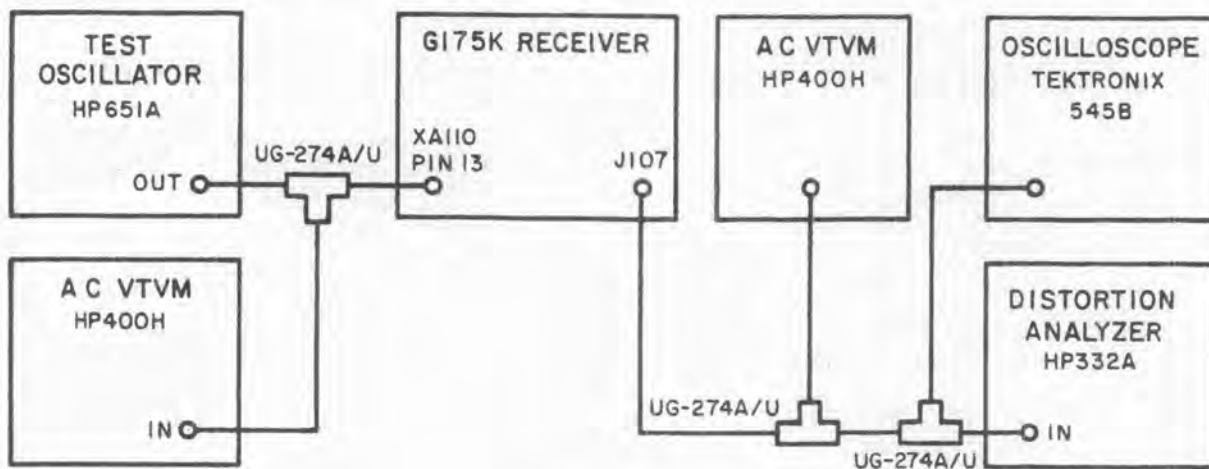 TEST
OSCILLATOR
HP651A
OUT
UG-274A/U
AC VTVM
HP400H
IN
G175K RECEIVER
XA110
PIN 13
J107
AC VTVM
HP400H
OSCILLOSCOPE
TEKTRONIX
545B
DISTORTION
ANALYZER
HP332A
IN
UG-274A/U
UG-274A/U